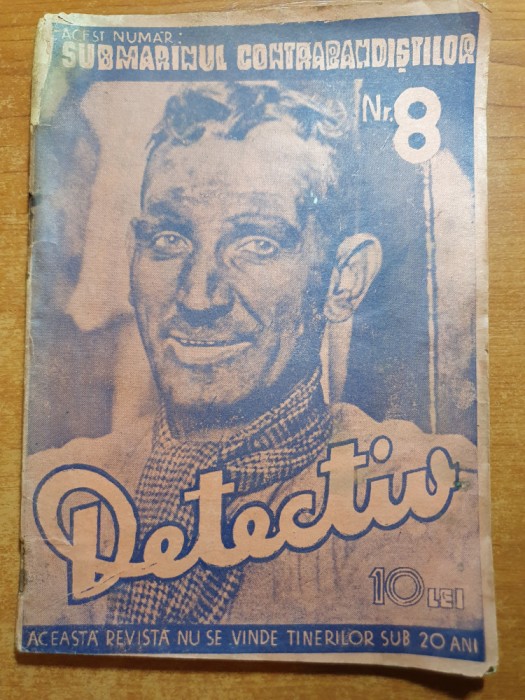 ACEST NUMĂR:
SUBMARINUL CONTRABANDIȘTILOR
Nr. 8
Detectiv
10 LEI
ACEASTĂ REVISTĂ NU SE VINDE TINERILOR SUB 20 ANI